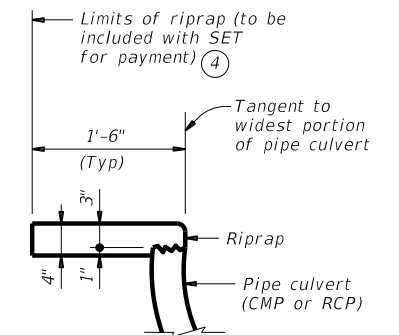 Limits of riprap (to be
included with SET
for payment) 4
Tangent to
widest portion
of pipe culvert
1'-6"
(Typ)
3"
4"
1"
Riprap
Pipe culvert
(CMP or RCP)